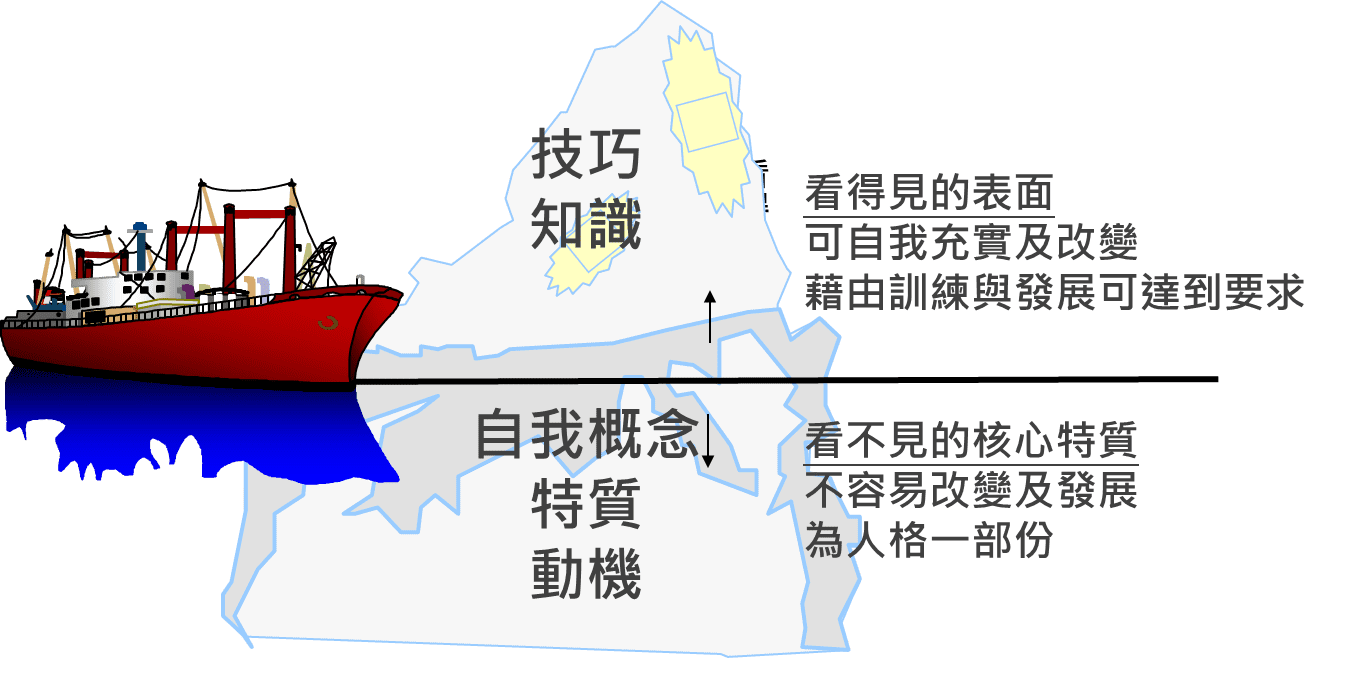 技巧
知識
看得見的表面
可自我充實及改變
藉由訓練與發展可達到要求
自我概念
特質
動機
看不見的核心特質
不容易改變及發展
為人格一部份